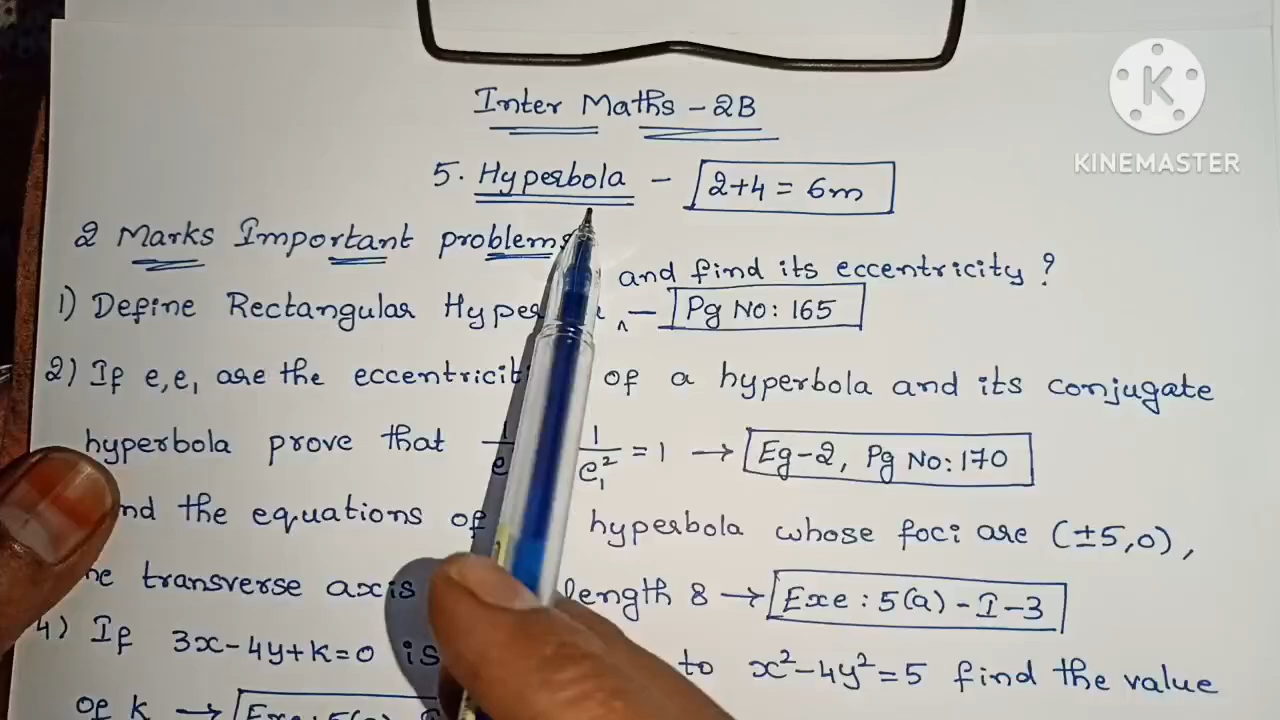 Inter Maths - 2B
K
KINEMASTER
5. Hyperbola - 2+4 = 6m
2 Marks Important problems
and find its eccentricity ?
1) Define Rectangular Hype ^ - Pg No: 165
2) If e, e₁ are the eccentricit of a hyperbola and its conjugate
hyperbola prove that 1/e 1/e₁² = 1 → Eg-2, Pg No: 170
nd the equations of hyperbola whose foci are (±5,0),
he transverse axis length 8 → Exe : 5(a) - I - 3
4) If 3x-4y+k=0 is to x²-4y²=5 find the value
of k →